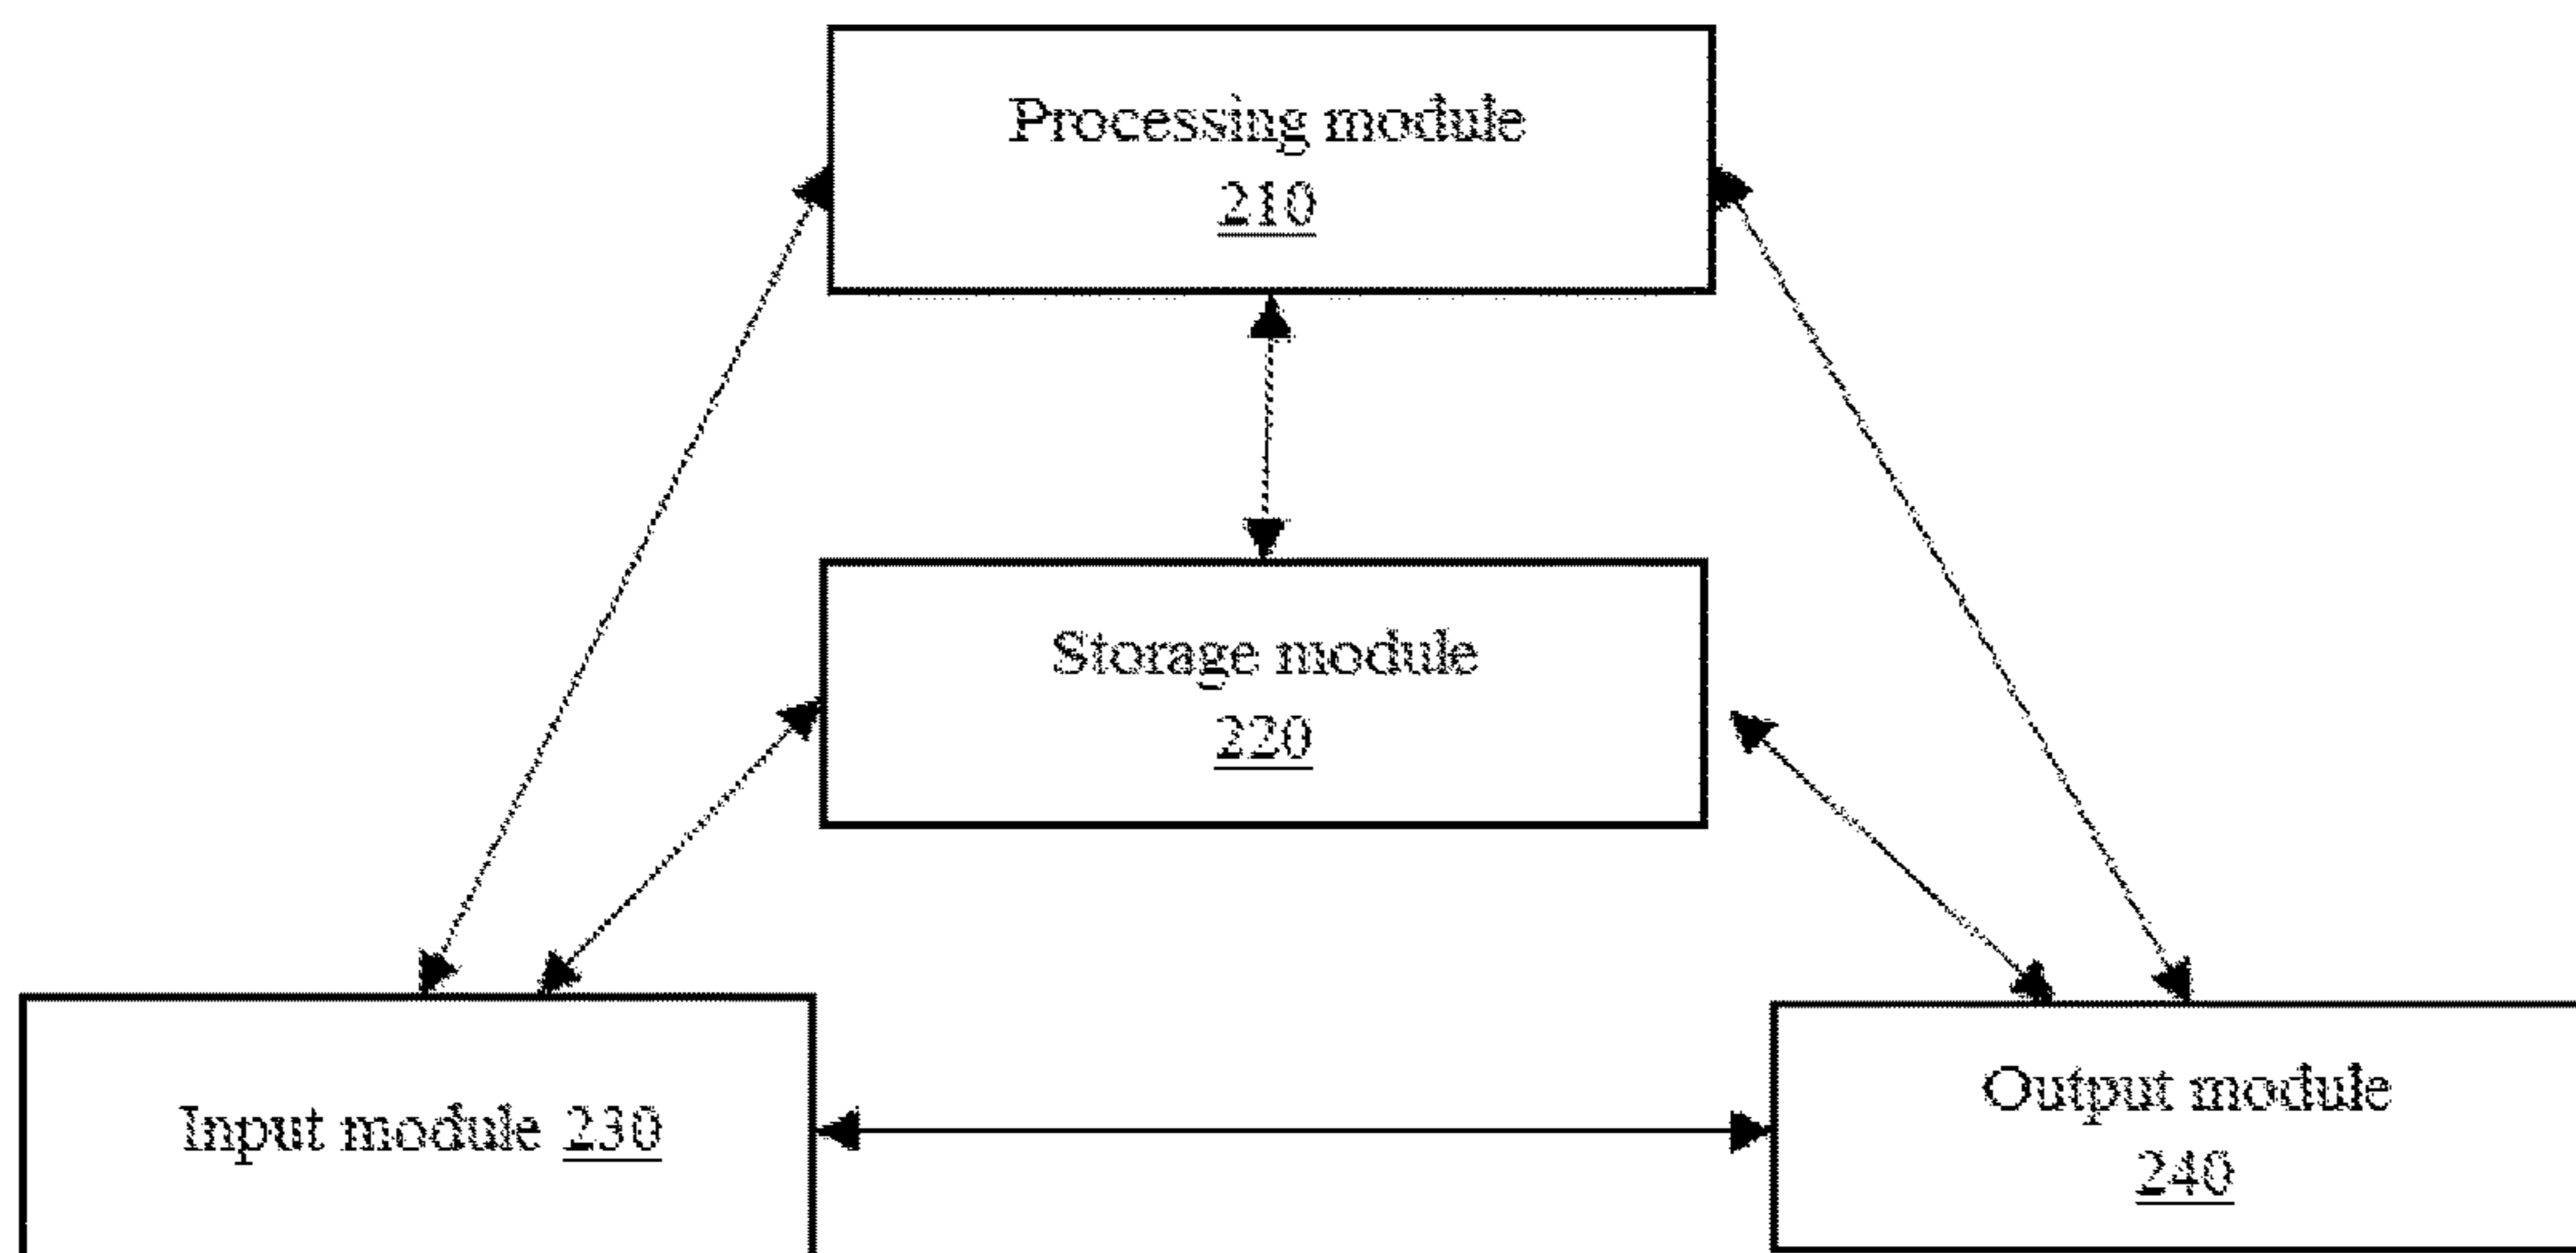 Processing module
210
Storage module
220
Input module 230
Output module
240